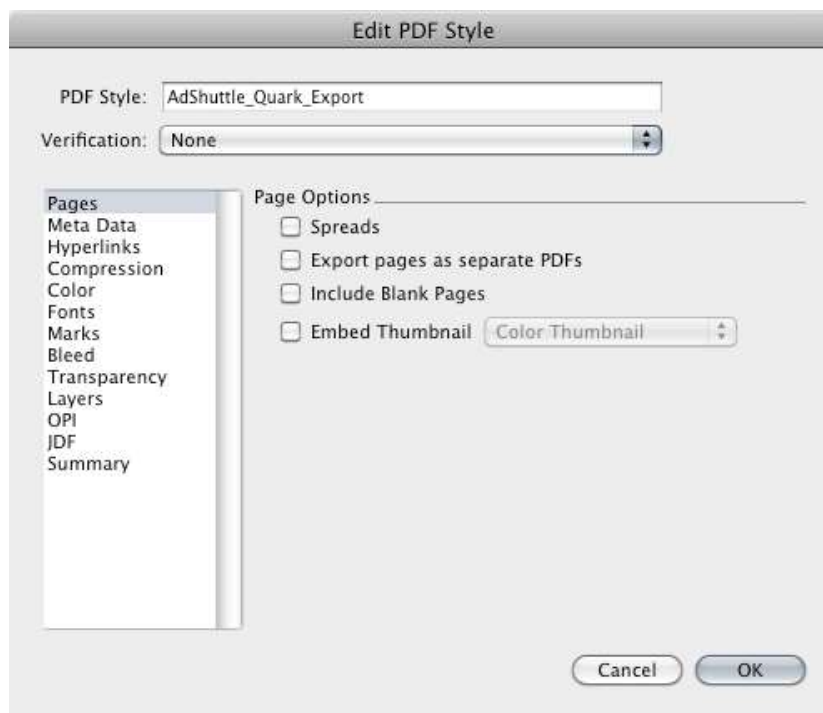 Edit PDF Style
PDF Style: AdShuttle_Quark_Export
Verification: None
Pages
Meta Data
Hyperlinks
Compression
Color
Fonts
Marks
Bleed
Transparency
Layers
OPI
JDF
Summary
Page Options
Spreads
Export pages as separate PDFs
Include Blank Pages
Embed Thumbnail Color Thumbnail
Cancel OK